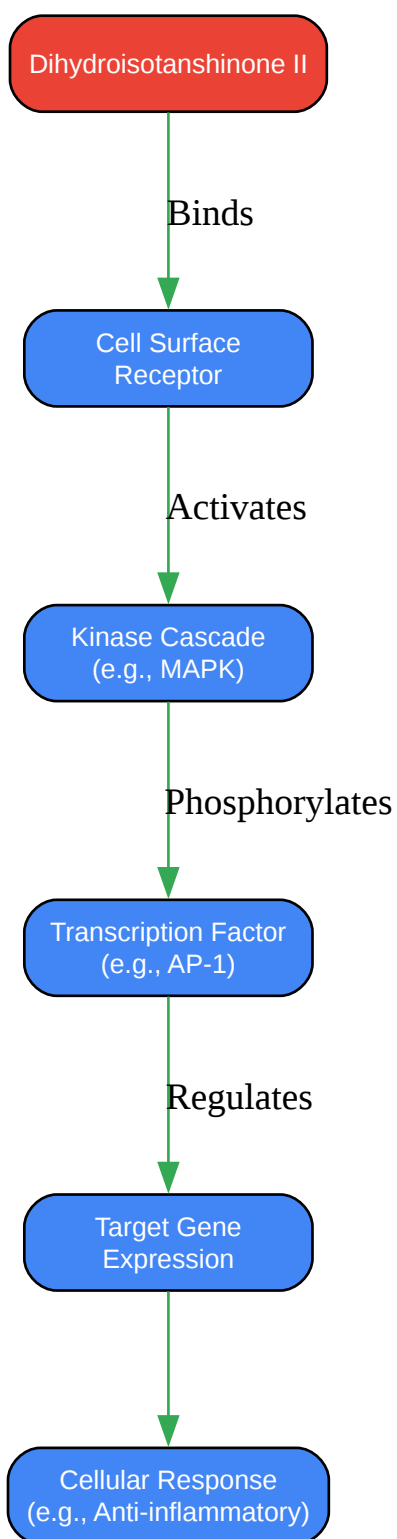 Dihydroisotanshinone II
Binds
Cell Surface
Receptor
Activates
Kinase Cascade
(e.g., MAPK)
Phosphorylates
Transcription Factor
(e.g., AP-1)
Regulates
Target Gene
Expression
Cellular Response
(e.g., Anti-inflammatory)